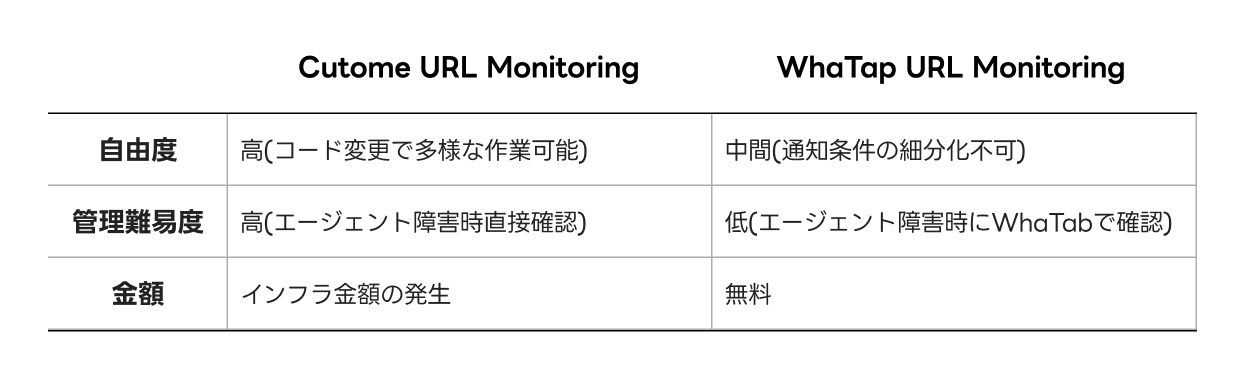 Cutome URL Monitoring WhaTap URL Monitoring
自由度 高(コード変更で多様な作業可能) 中間(通知条件の細分化不可)
管理難易度 高(エージェント障害時直接確認) 低(エージェント障害時にWhaTabで確認)
金額 インフラ金額の発生 無料